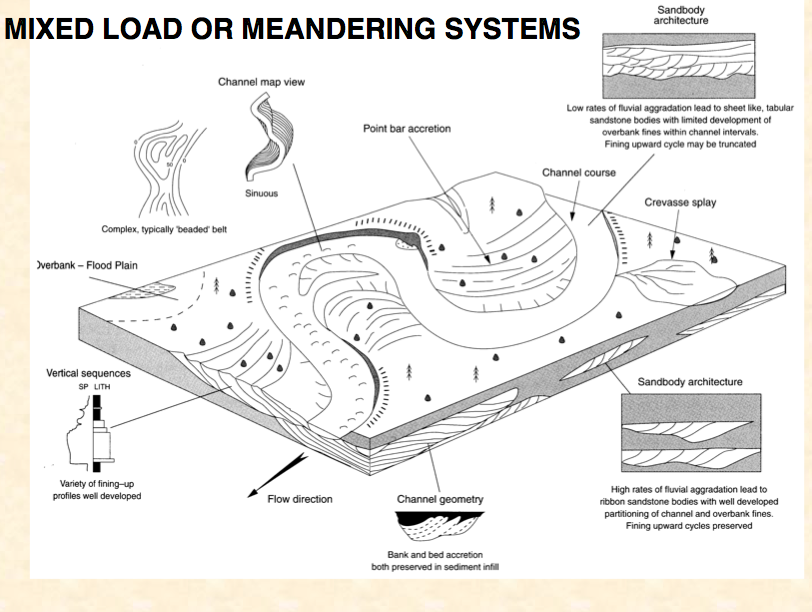 MIXED LOAD OR MEANDERING SYSTEMS
Sandbody
architecture
Low rates of fluvial aggradation lead to sheet like, tabular
sandstone bodies with limited development of
overbank fines within channel intervals.
Fining upward cycle may be truncated
Channel map view
Sinuous
Point bar accretion
Channel course
Crevasse splay
0
50
0
Complex, typically 'beaded' belt
Overbank – Flood Plain
Vertical sequences
SP LITH
Variety of fining–up
profiles well developed
Flow direction
Channel geometry
Bank and bed accretion
both preserved in sediment infill
Sandbody architecture
High rates of fluvial aggradation lead to
ribbon sandstone bodies with well developed
partitioning of channel and overbank fines.
Fining upward cycles preserved